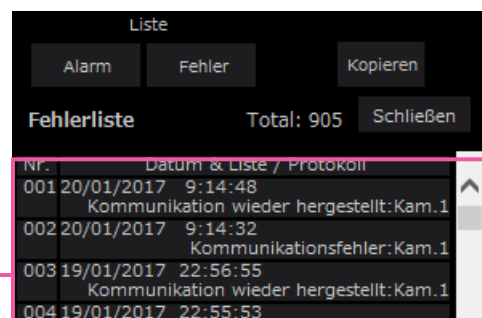 Liste
Alarm Fehler Kopieren
Fehlerliste Total: 905 Schließen
Nr. Datum & Liste / Protokoll
001 20/01/2017 9:14:48
Kommunikation wieder hergestellt:Kam.1
002 20/01/2017 9:14:32
Kommunikationsfehler:Kam.1
003 19/01/2017 22:56:55
Kommunikation wieder hergestellt:Kam.1
004 19/01/2017 22:55:53